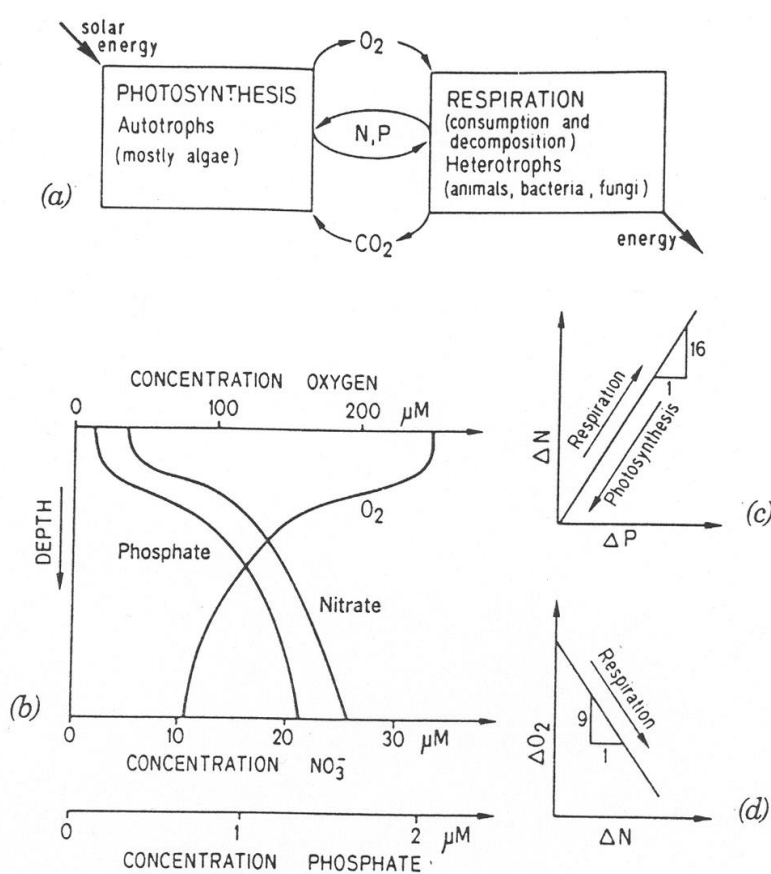 solar
energy
O2
PHOTOSYNTHESIS
Autotrophs
(mostly algae)
N,P
RESPIRATION
(consumption and
decomposition)
Heterotrophs
(animals, bacteria, fungi)
(a)
CO2
energy
CONCENTRATION OXYGEN
0 100 200 μM
DEPTH
O2
Phosphate
Nitrate
(b)
0 10 20 30 μM
CONCENTRATION NO3-
0 1 2 μM
CONCENTRATION PHOSPHATE
16
1
Respiration
Photosynthesis
ΔN
ΔP
(c)
Respiration
9
1
ΔO2
ΔN
(d)